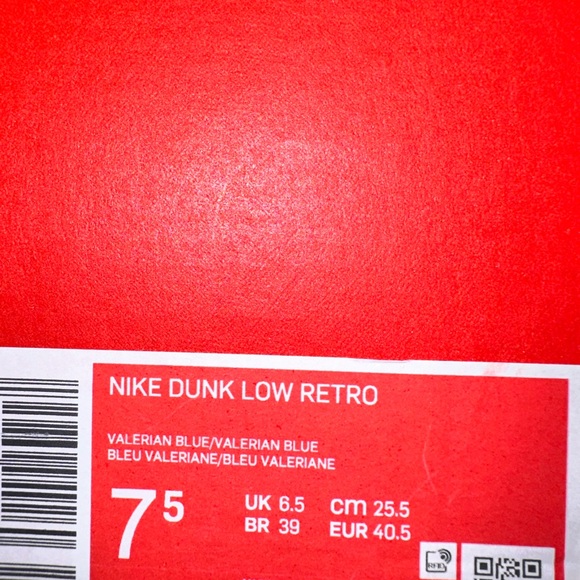 NIKE DUNK LOW RETRO
VALERIAN BLUE/VALERIAN BLUE
BLEU VALERIANE/BLEU VALERIANE
7 5
UK 6.5 cm 25.5
BR 39 EUR 40.5
RFID